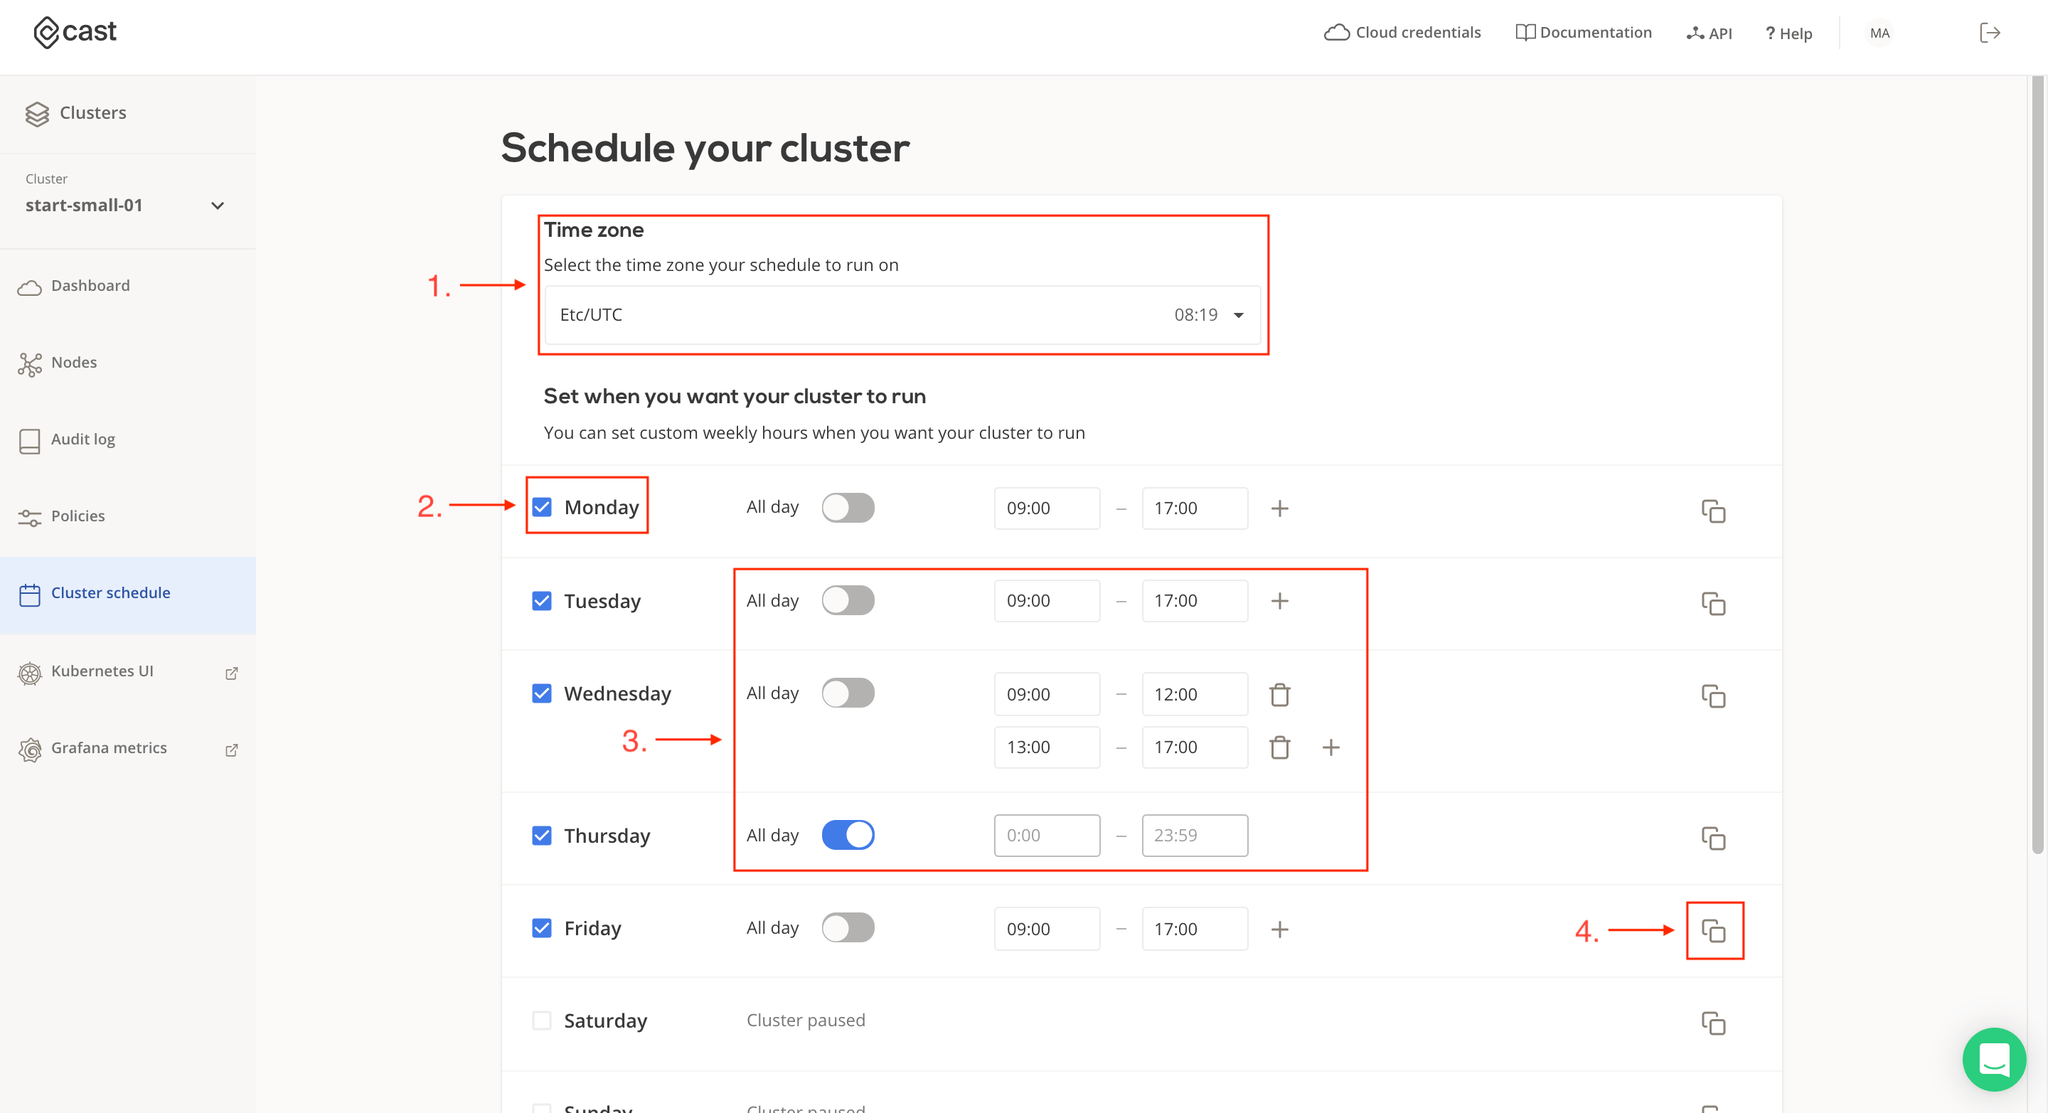 cast
Cloud credentials
Documentation
API
? Help
MA
Clusters
Cluster
start-small-01
Dashboard
Nodes
Audit log
Policies
Cluster schedule
Kubernetes UI
Grafana metrics
Schedule your cluster
1.
Time zone
Select the time zone your schedule to run on
Etc/UTC 08:19
Set when you want your cluster to run
You can set custom weekly hours when you want your cluster to run
2.
Monday All day 09:00 – 17:00 +
Tuesday All day 09:00 – 17:00 +
3.
Wednesday All day 09:00 – 12:00
13:00 – 17:00 +
Thursday All day 0:00 – 23:59
Friday All day 09:00 – 17:00 +
4.
Saturday Cluster paused
Sunday Cluster paused